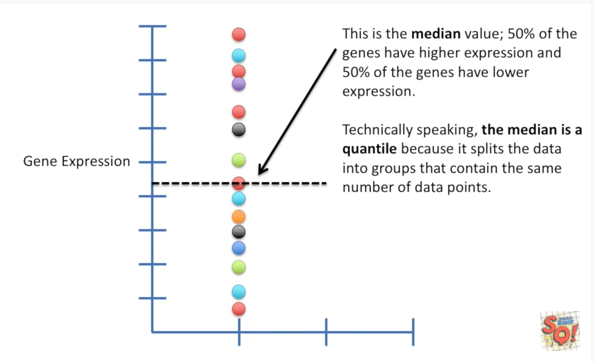 This is the median value; 50% of the
genes have higher expression and
50% of the genes have lower
expression.
Technically speaking, the median is a
quantile because it splits the data
into groups that contain the same
number of data points.
Gene Expression
SQ!